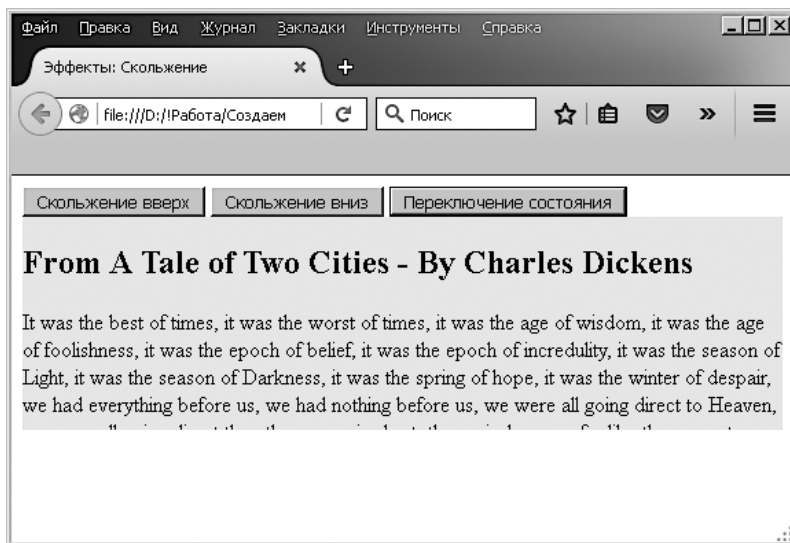 Файл Правка Вид Журнал Закладки Инструменты Справка
Эффекты: Скольжение
file:///D:/!Работа/Создаем
Поиск
Скольжение вверх Скольжение вниз Переключение состояния
From A Tale of Two Cities - By Charles Dickens
It was the best of times, it was the worst of times, it was the age of wisdom, it was the age
of foolishness, it was the epoch of belief, it was the epoch of incredulity, it was the season of
Light, it was the season of Darkness, it was the spring of hope, it was the winter of despair,
we had everything before us, we had nothing before us, we were all going direct to Heaven,